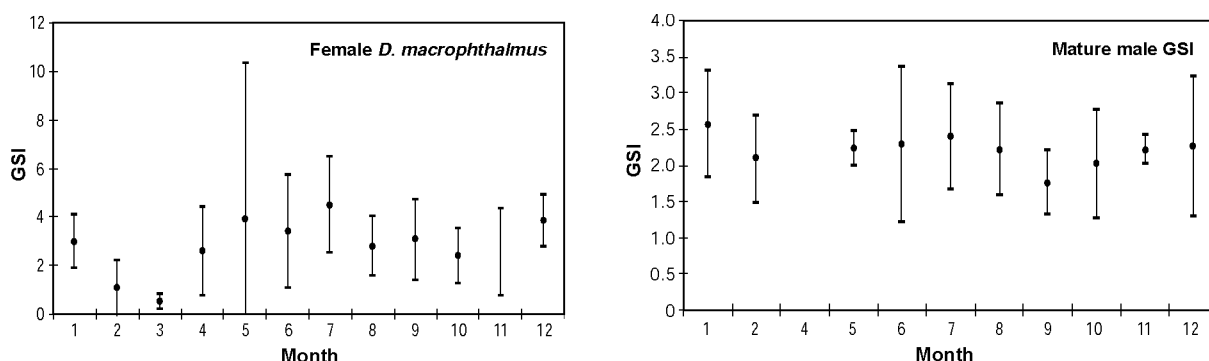 12
10
8
6
4
2
0
GSI
Female D. macrophthalmus
1 2 3 4 5 6 7 8 9 10 11 12
Month
4.0
3.5
3.0
2.5
2.0
1.5
1.0
0.5
0
GSI
Mature male GSI
1 2 4 5 6 7 8 9 10 11 12
Month